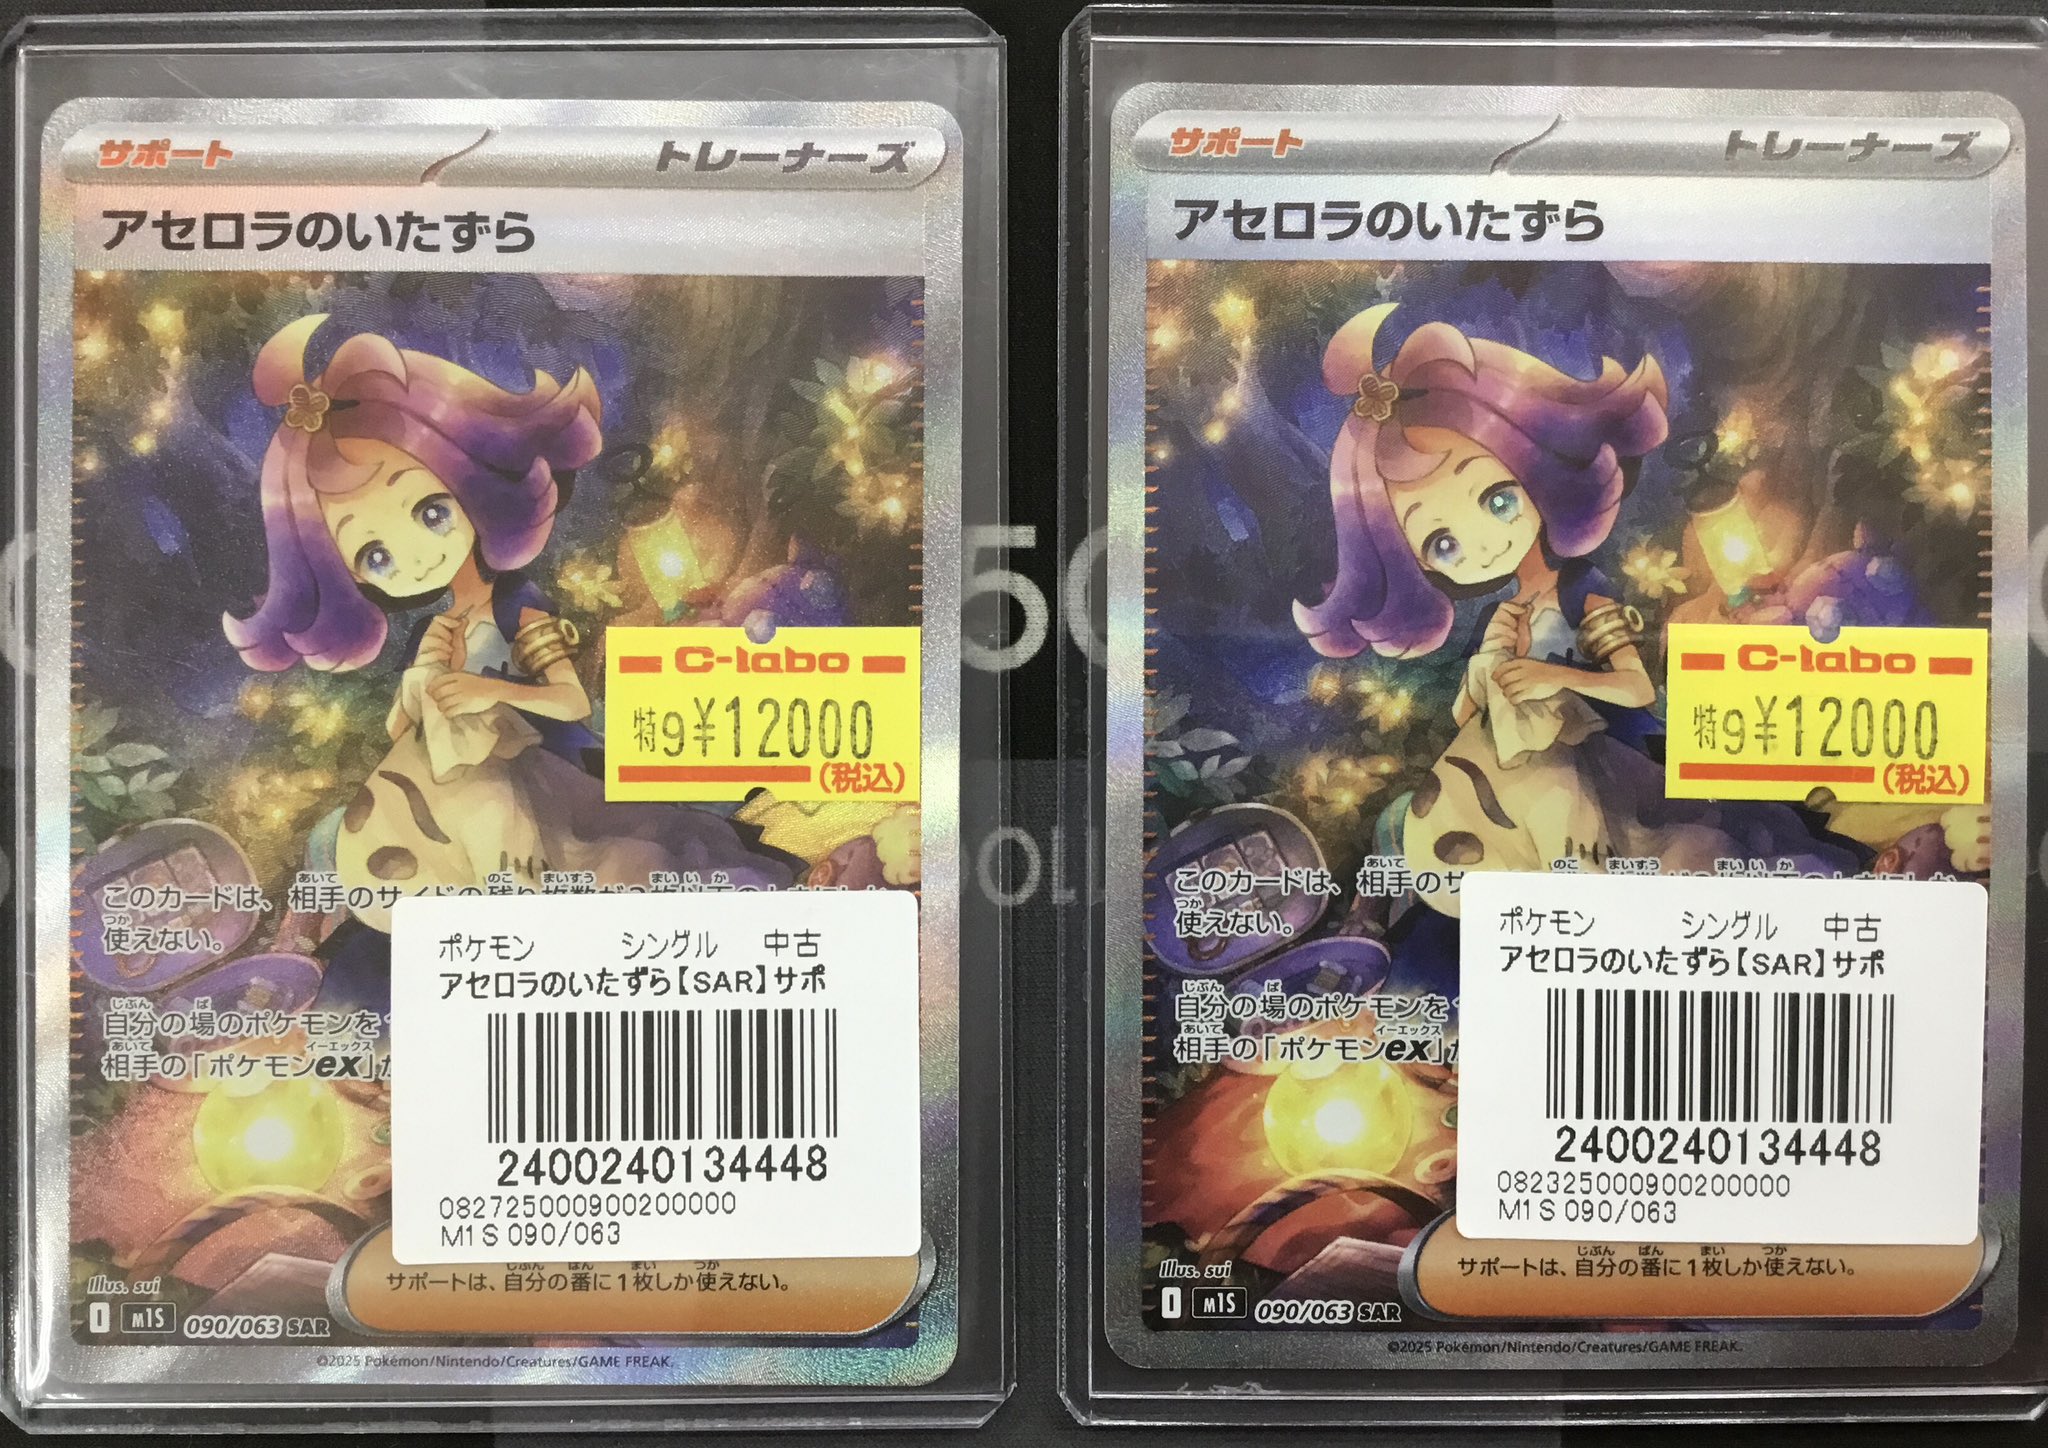 サポート
トレーナーズ
アセロラのいたずら
C-labo
特9¥12000
(税込)
このカードは、相手のサ
使えない。
自分の場のポケモンを
相手の「ポケモンex」が
ポケモン シングル 中古
アセロラのいたずら【SAR】サポ
2400240134448
0827250009002000000
M1S 090/063
サポートは、自分の番に1枚しか使えない。
Illus. sui
I M1S 090/063 SAR
©2025 Pokémon/Nintendo/Creatures/GAME FREAK.
サポート
トレーナーズ
アセロラのいたずら
C-labo
特9¥12000
(税込)
このカードは、相手のサ
使えない。
自分の場のポケモンを
相手の「ポケモンex」が
ポケモン シングル 中古
アセロラのいたずら【SAR】サポ
2400240134448
0823250009002000000
M1S 090/063
サポートは、自分の番に1枚しか使えない。
Illus. sui
I M1S 090/063 SAR
©2025 Pokémon/Nintendo/Creatures/GAME FREAK.
50